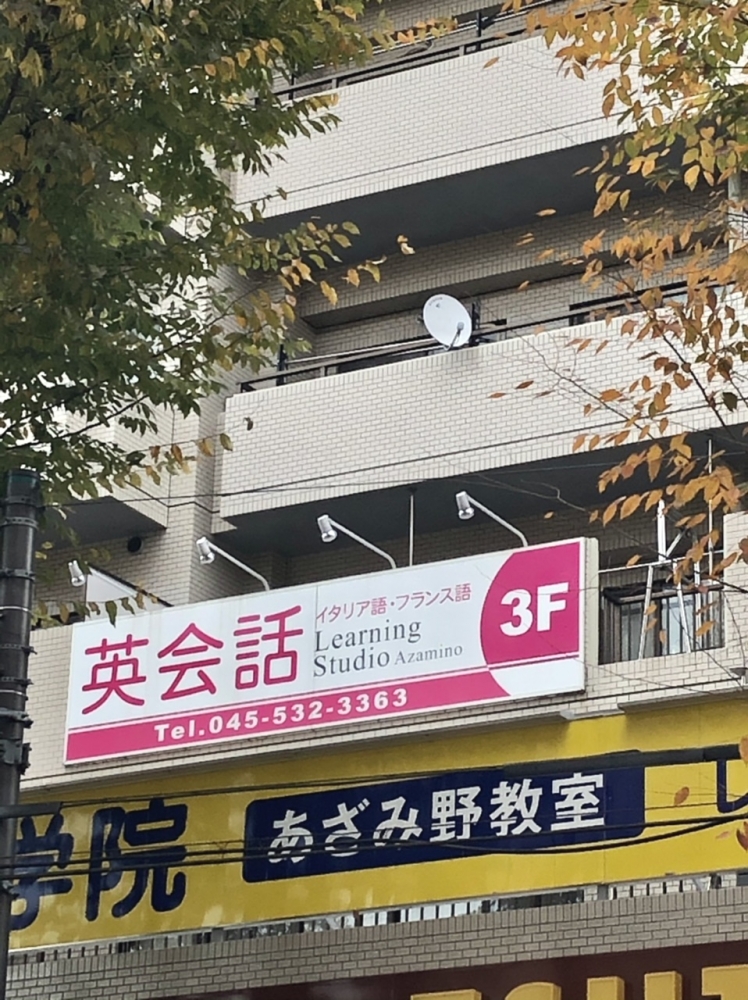 英会話
イタリア語・フランス語
Learning
Studio Azamino
3F
Tel.045-532-3363
学院
あざみ野教室